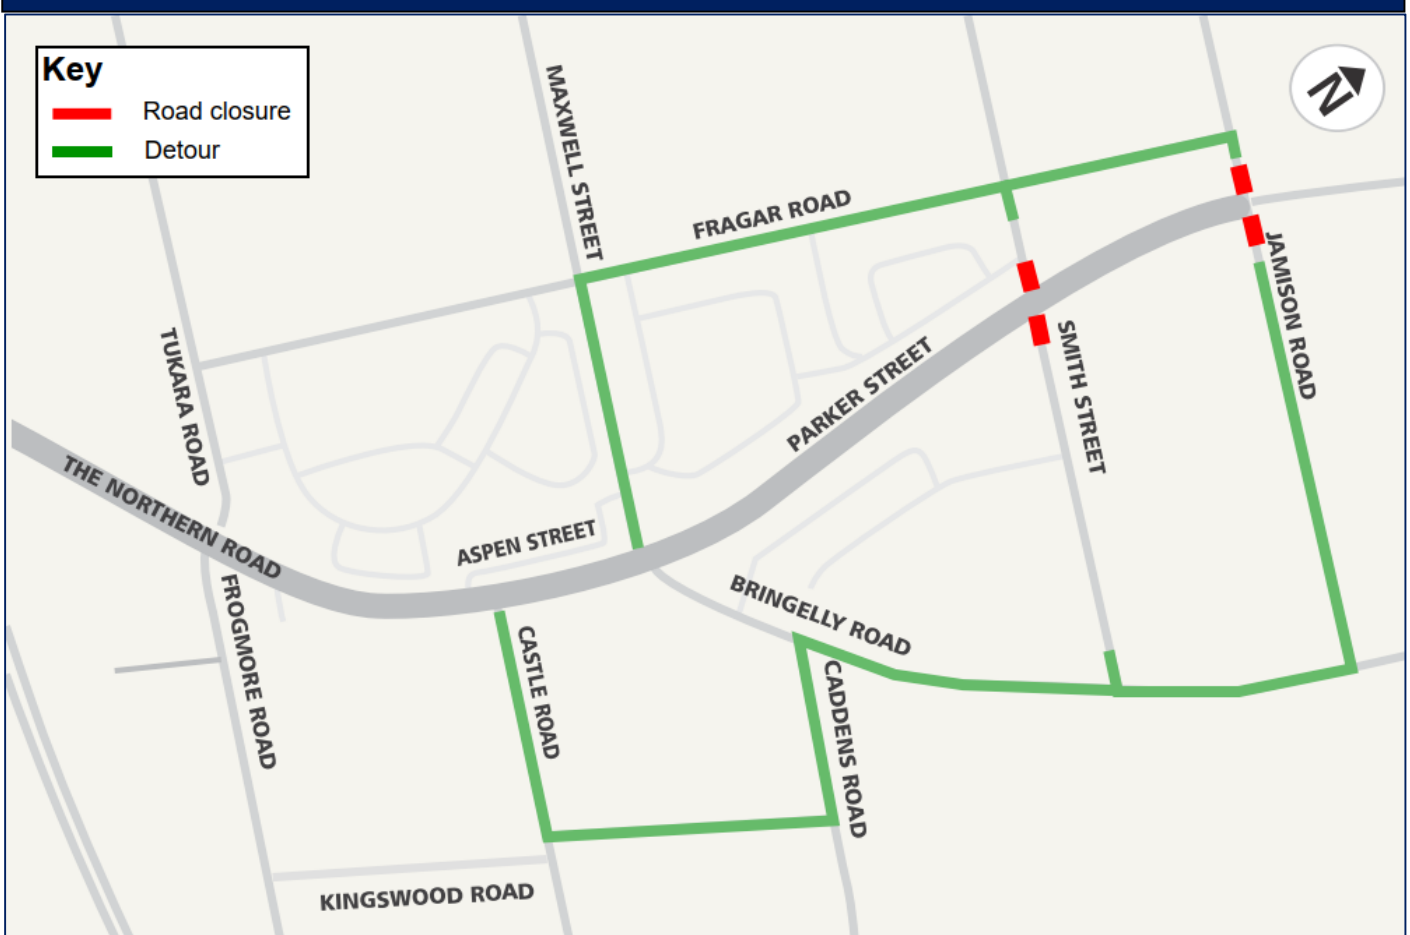 Key
Road closure
Detour
N
MAXWELL STREET
FRAGAR ROAD
JAMISON ROAD
TUKARA ROAD
SMITH STREET
PARKER STREET
THE NORTHERN ROAD
ASPEN STREET
BRINGELLY ROAD
FROGMORE ROAD
CASTLE ROAD
CADDENS ROAD
KINGSWOOD ROAD